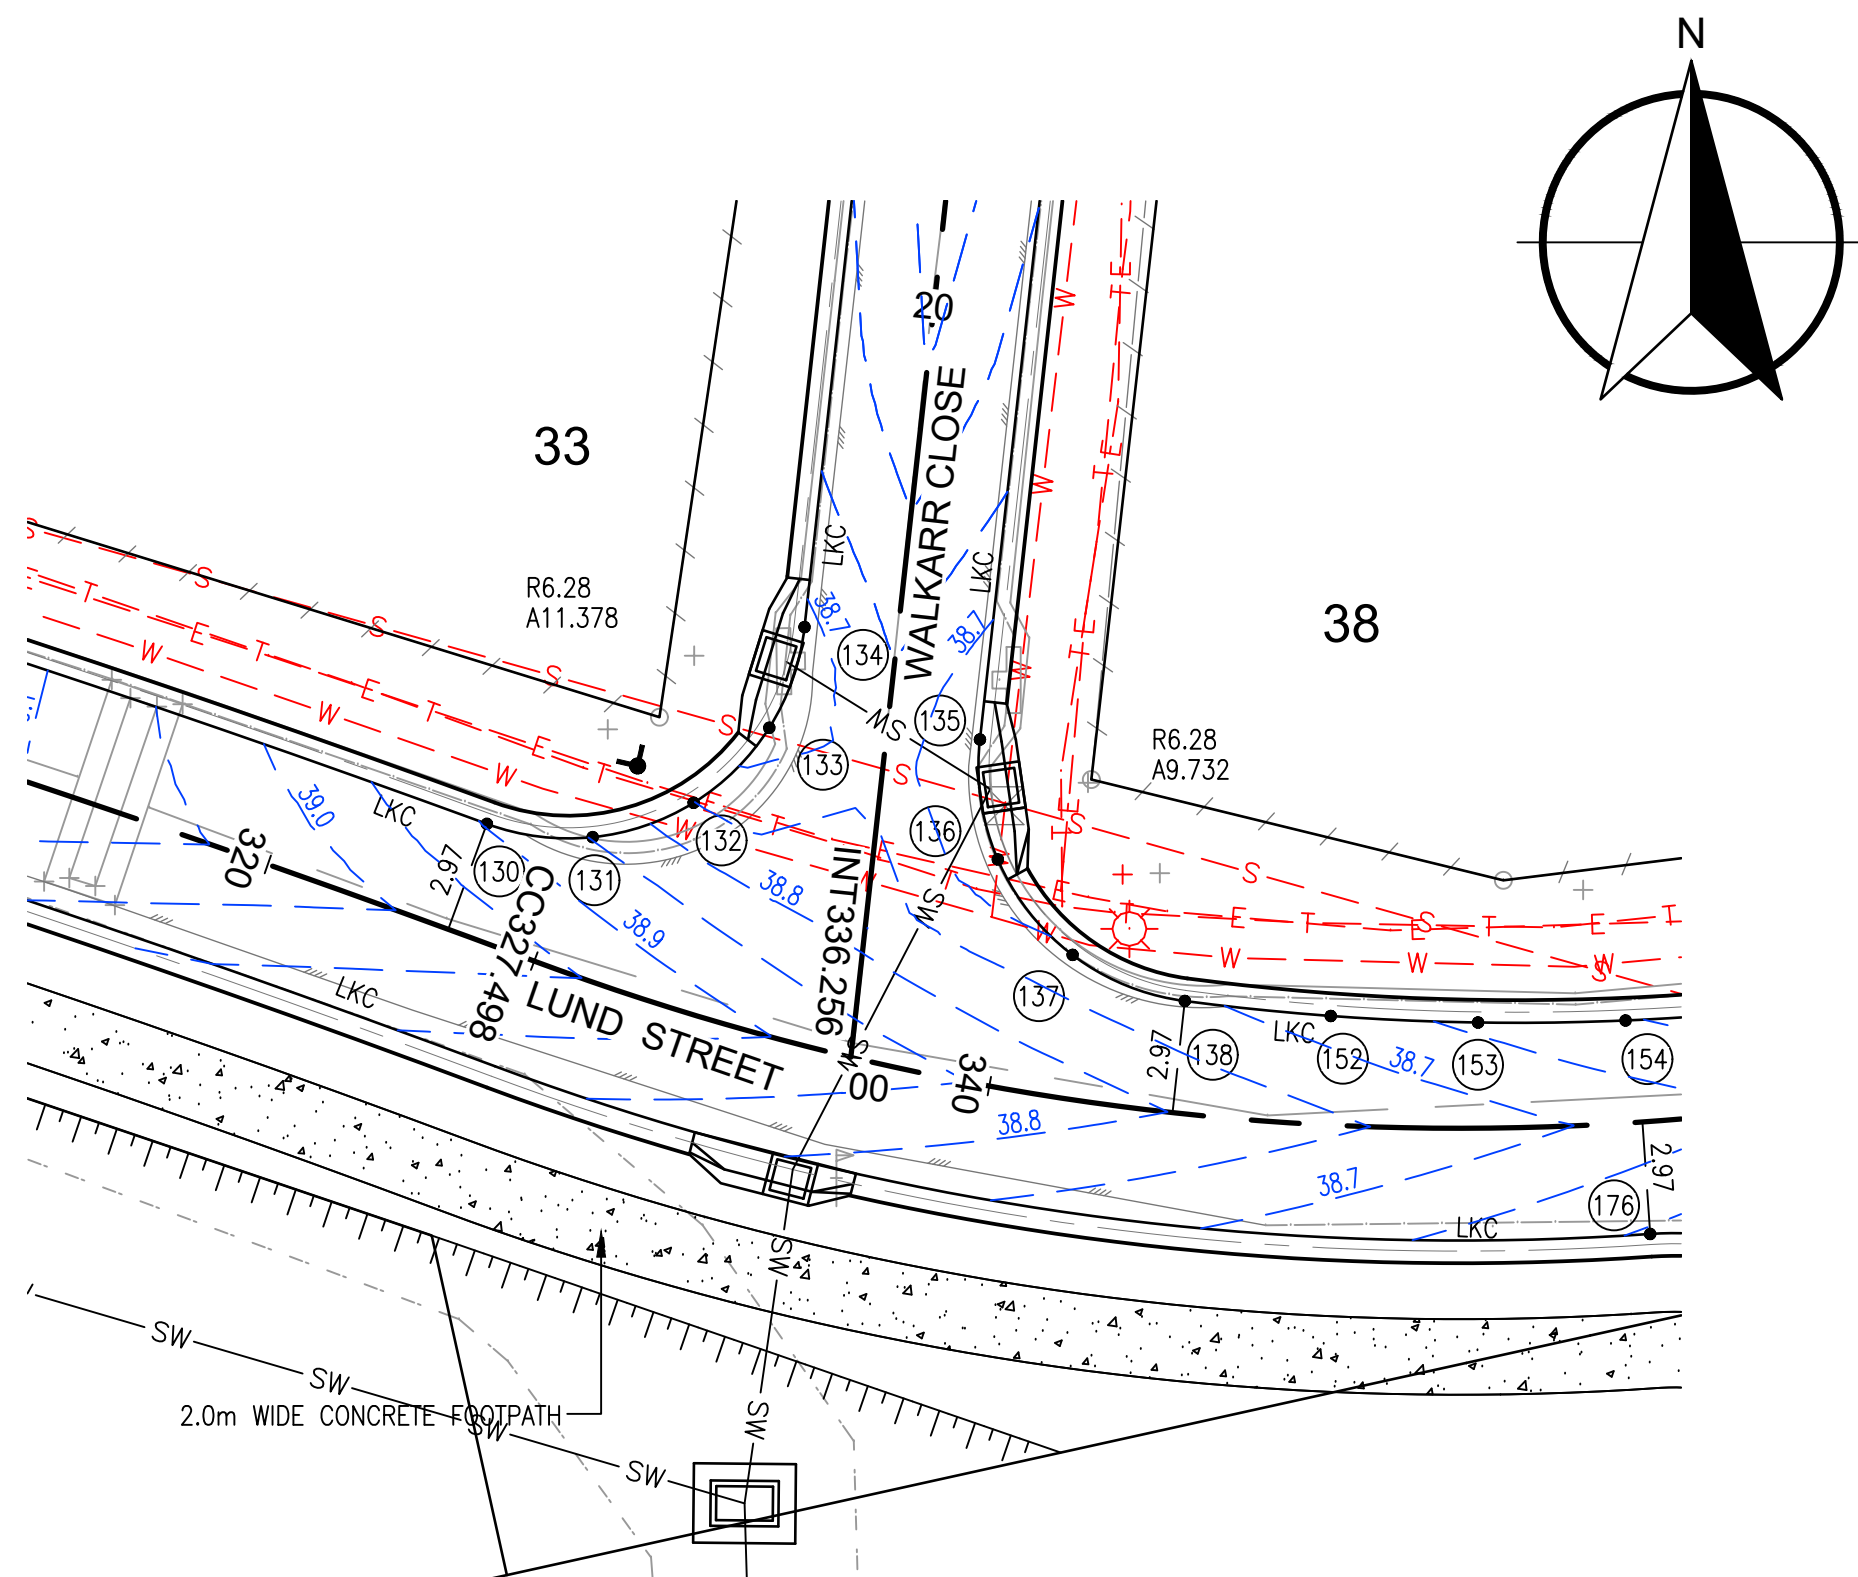 N
20
WALKARR CLOSE
33
38
R6.28
A11.378
R6.28
A9.732
LKC
LKC
38.7
38.7
134
135
133
136
132
130
131
137
138
152
153
154
176
S
S
S
S
S
S
S
S
S
S
W
W
W
W
W
W
W
W
W
W
W
W
E
T
E
T
E
T
E
T
E
T
E
T
E
T
SW
SW
SW
39.0
LKC
320
2.97
CC327.498
38.9
38.8
INT336.256
LUND STREET
LKC
00
340
2.97
LKC
38.7
38.8
38.7
2.97
LKC
SW
SW
SW
SW
SW
SW
2.0m WIDE CONCRETE FOOTPATH